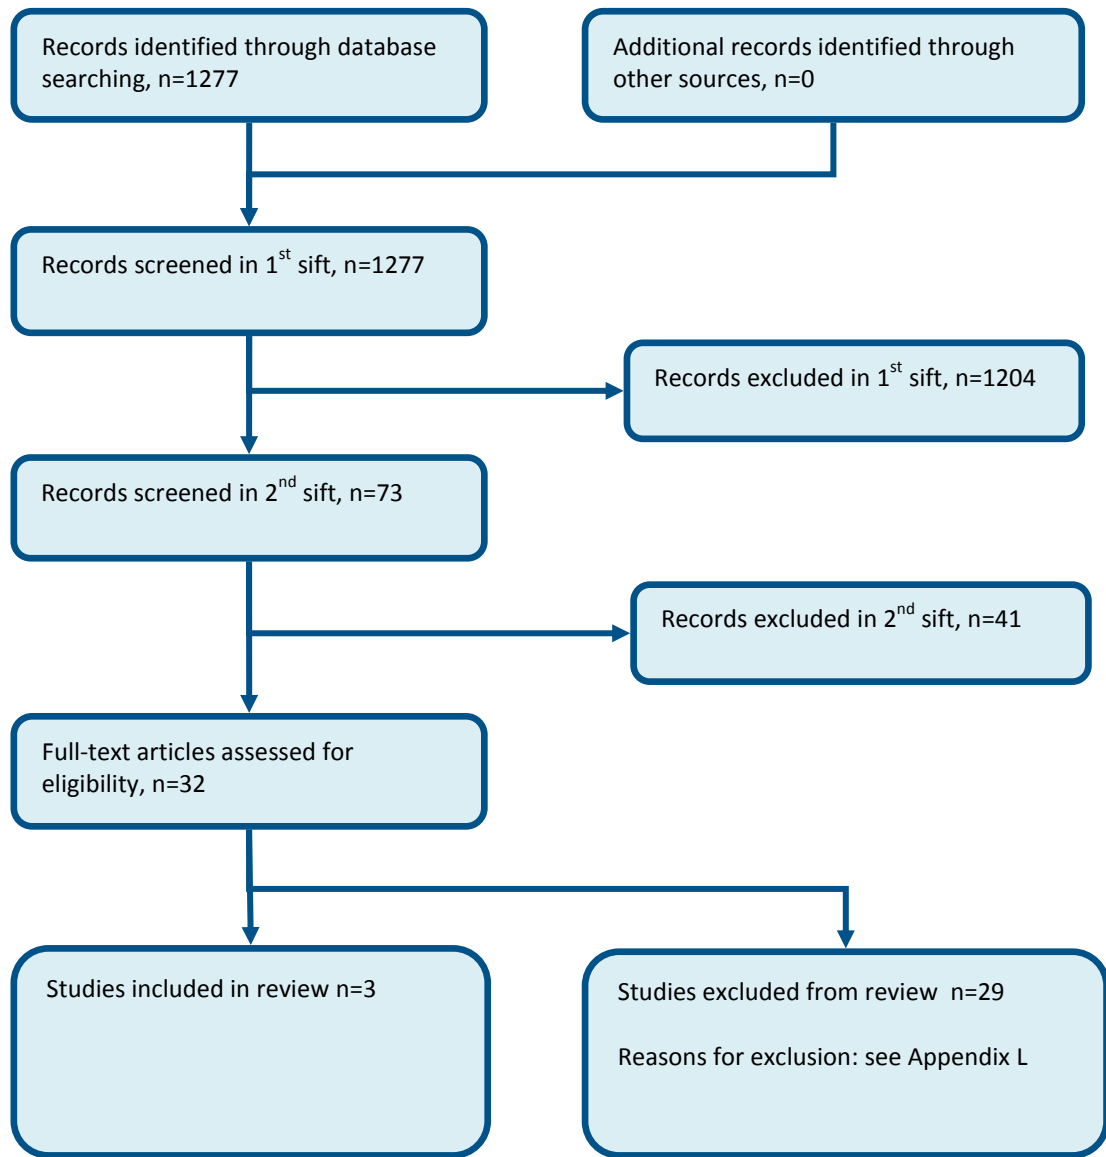 Records identified through database
searching, n=1277
Additional records identified through
other sources, n=0
Records screened in 1st sift, n=1277
Records excluded in 1st sift, n=1204
Records screened in 2nd sift, n=73
Records excluded in 2nd sift, n=41
Full-text articles assessed for
eligibility, n=32
Studies included in review n=3
Studies excluded from review n=29
Reasons for exclusion: see Appendix L